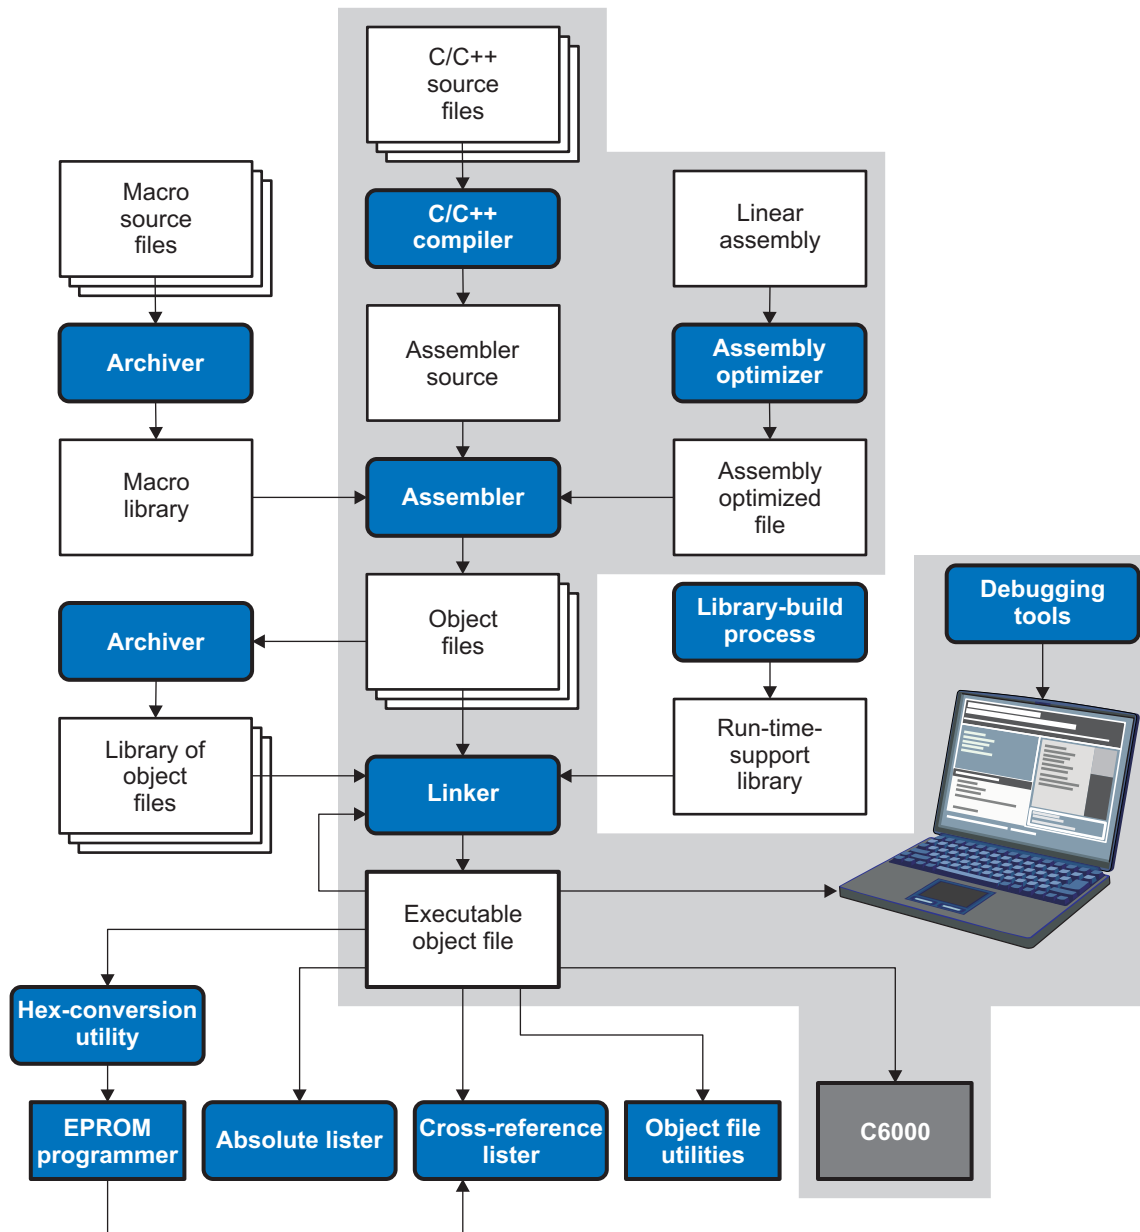 C/C++
source
files
Macro
source
files
C/C++
compiler
Linear
assembly
Archiver
Assembler
source
Assembly
optimizer
Macro
library
Assembler
Assembly
optimized
file
Archiver
Object
files
Library-build
process
Debugging
tools
Library of
object
files
Linker
Run-time-
support
library
Executable
object file
Hex-conversion
utility
EPROM
programmer
Absolute lister
Cross-reference
lister
Object file
utilities
C6000